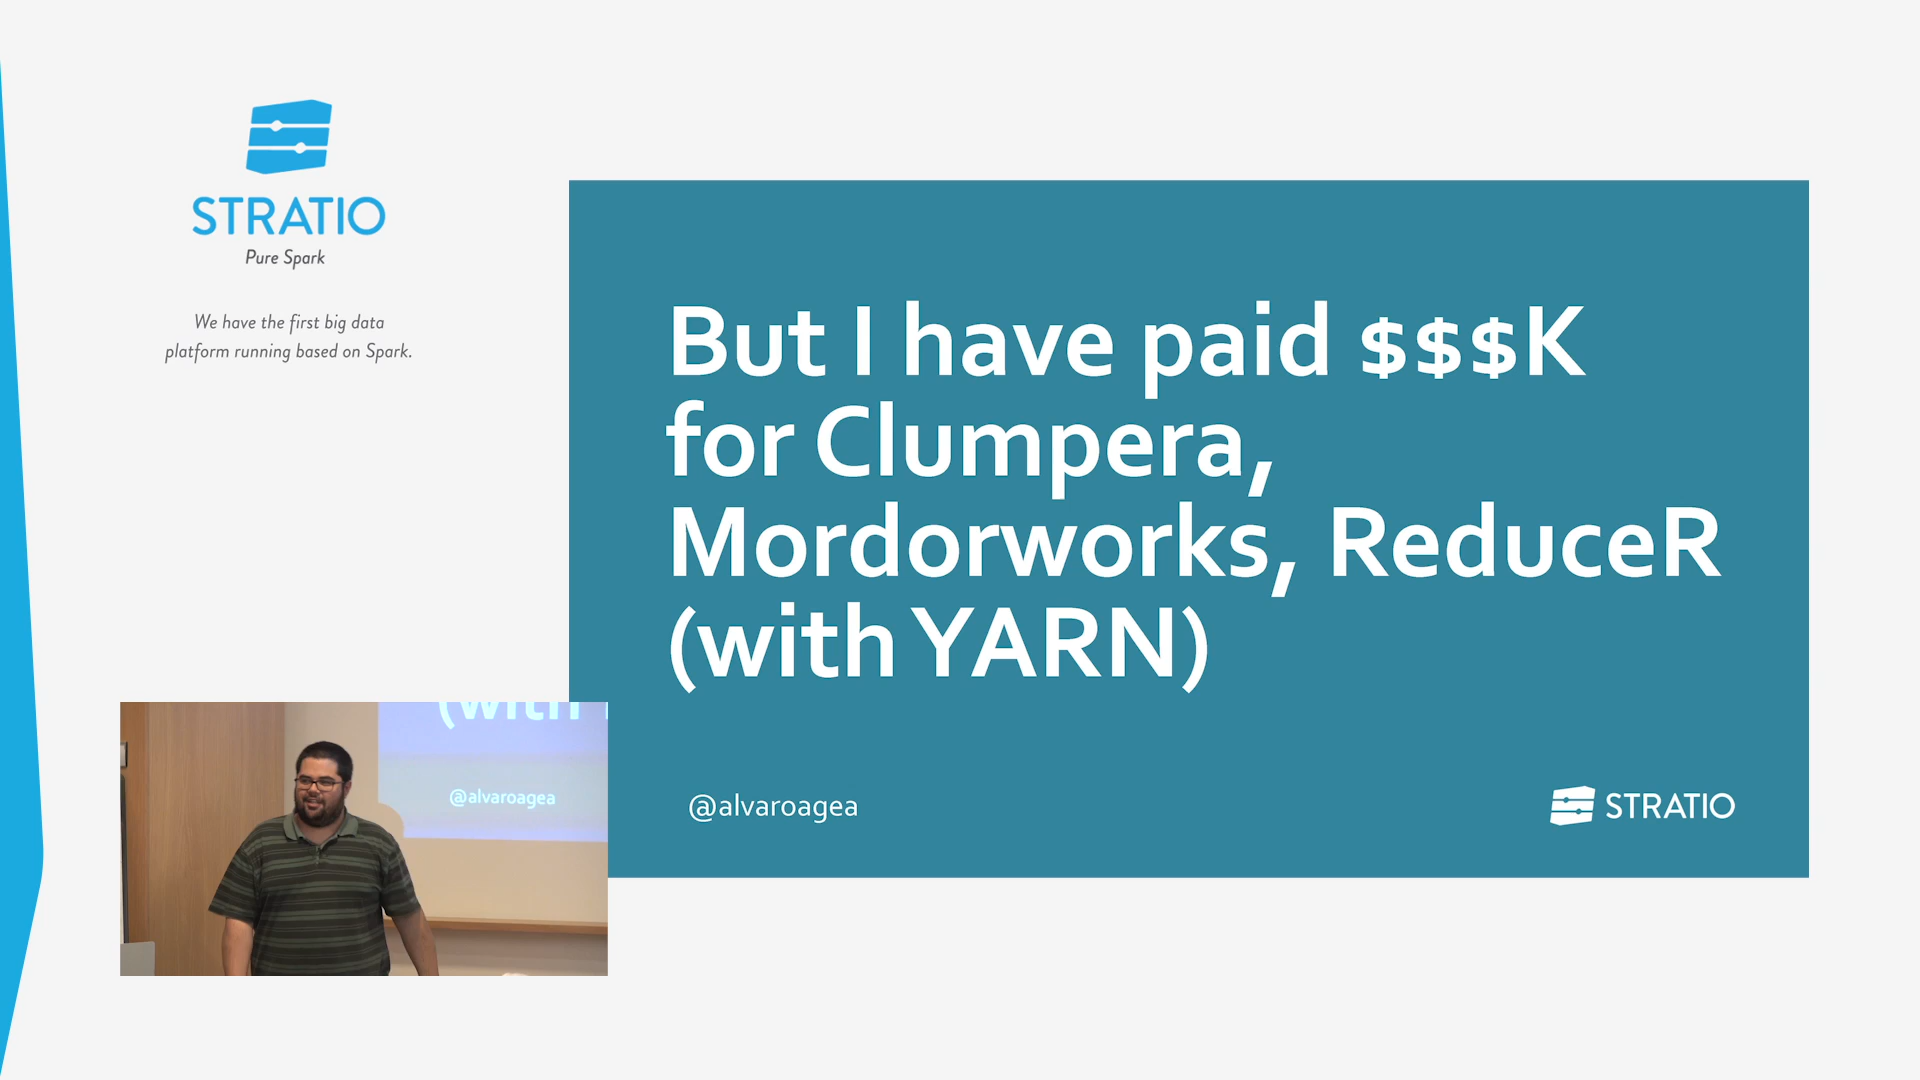 STRATIO
Pure Spark
We have the first big data
platform running based on Spark.
But I have paid $$$K
for Clumpera,
Mordorworks, ReduceR
(with YARN)
@alvaroagea
STRATIO
(with
@alvaroagea